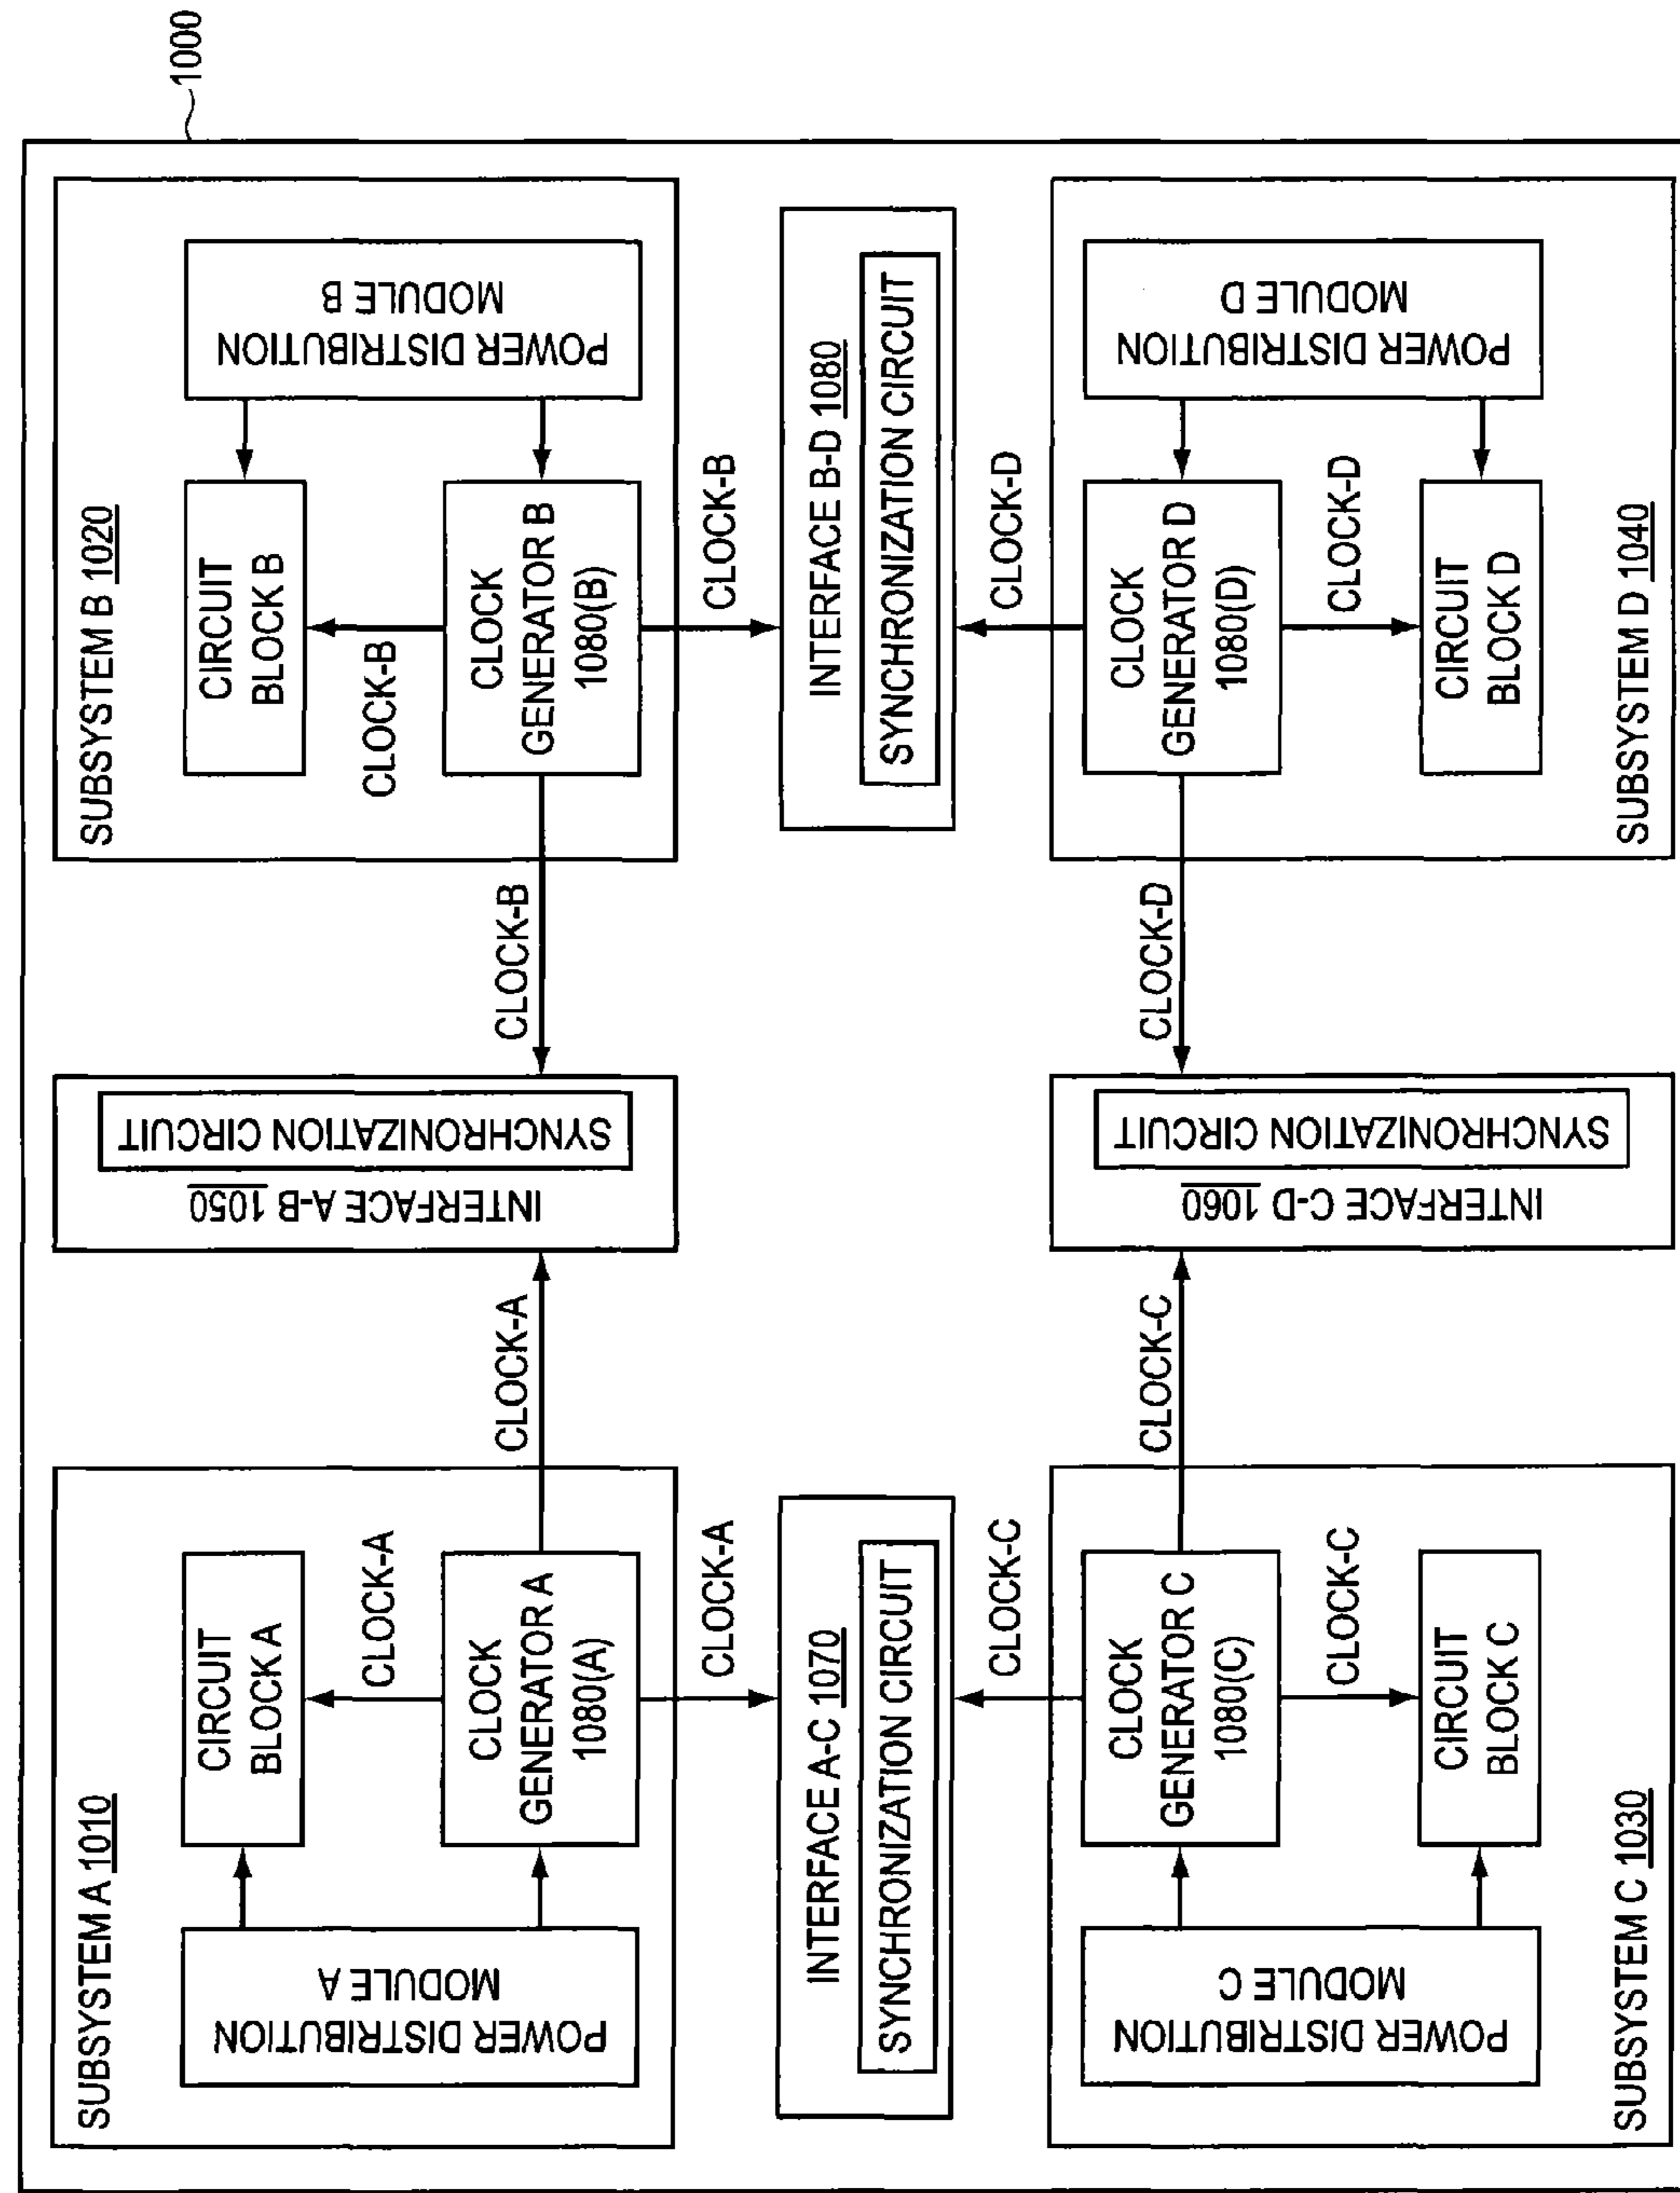 1000
SUBSYSTEM A 1010
POWER DISTRIBUTION
MODULE A
CIRCUIT
BLOCK A
CLOCK-A
CLOCK
GENERATOR A
1080(A)
CLOCK-A
CLOCK-A
INTERFACE A-B 1050
SYNCHRONIZATION CIRCUIT
CLOCK-B
SUBSYSTEM B 1020
CIRCUIT
BLOCK B
CLOCK-B
CLOCK
GENERATOR B
1080(B)
POWER DISTRIBUTION
MODULE B
CLOCK-B
INTERFACE A-C 1070
SYNCHRONIZATION CIRCUIT
INTERFACE B-D 1080
SYNCHRONIZATION CIRCUIT
CLOCK-C
POWER DISTRIBUTION
MODULE C
CLOCK
GENERATOR C
1080(C)
CLOCK-C
CIRCUIT
BLOCK C
SUBSYSTEM C 1030
CLOCK-C
INTERFACE C-D 1060
SYNCHRONIZATION CIRCUIT
CLOCK-D
CLOCK-D
CLOCK
GENERATOR D
1080(D)
CLOCK-D
CIRCUIT
BLOCK D
POWER DISTRIBUTION
MODULE D
SUBSYSTEM D 1040